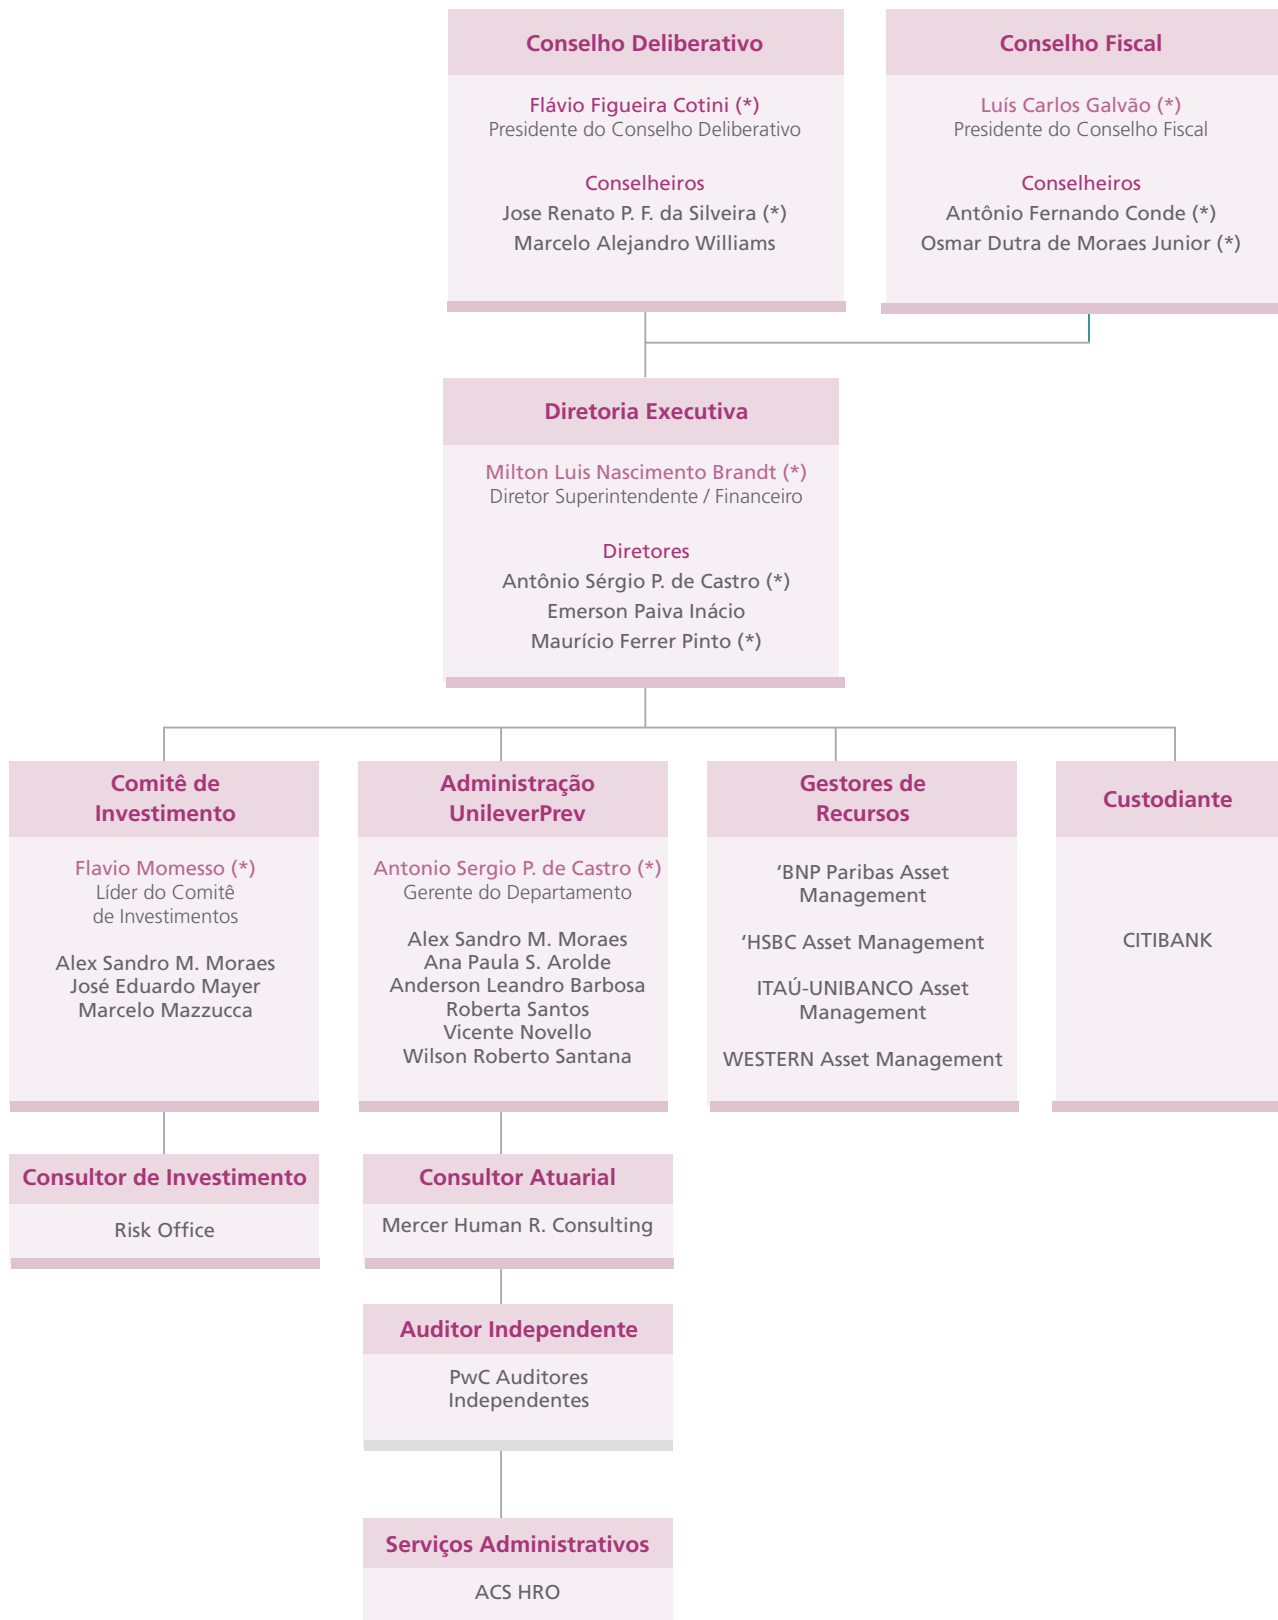 Conselho Deliberativo
Flávio Figueira Cotini (*)
Presidente do Conselho Deliberativo
Conselheiros
Jose Renato P. F. da Silveira (*)
Marcelo Alejandro Williams
Conselho Fiscal
Luís Carlos Galvão (*)
Presidente do Conselho Fiscal
Conselheiros
Antônio Fernando Conde (*)
Osmar Dutra de Moraes Junior (*)
Diretoria Executiva
Milton Luis Nascimento Brandt (*)
Diretor Superintendente / Financeiro
Diretores
Antônio Sérgio P. de Castro (*)
Emerson Paiva Inácio
Maurício Ferrer Pinto (*)
Comitê de
Investimento
Flavio Momesso (*)
Líder do Comitê
de Investimentos
Alex Sandro M. Moraes
José Eduardo Mayer
Marcelo Mazzucca
Administração
UnileverPrev
Antonio Sergio P. de Castro (*)
Gerente do Departamento
Alex Sandro M. Moraes
Ana Paula S. Arolde
Anderson Leandro Barbosa
Roberta Santos
Vicente Novello
Wilson Roberto Santana
Gestores de
Recursos
‘BNP Paribas Asset
Management
‘HSBC Asset Management
ITAÚ-UNIBANCO Asset
Management
WESTERN Asset Management
Custodiante
CITIBANK
Consultor de Investimento
Risk Office
Consultor Atuarial
Mercer Human R. Consulting
Auditor Independente
PwC Auditores
Independentes
Serviços Administrativos
ACS HRO